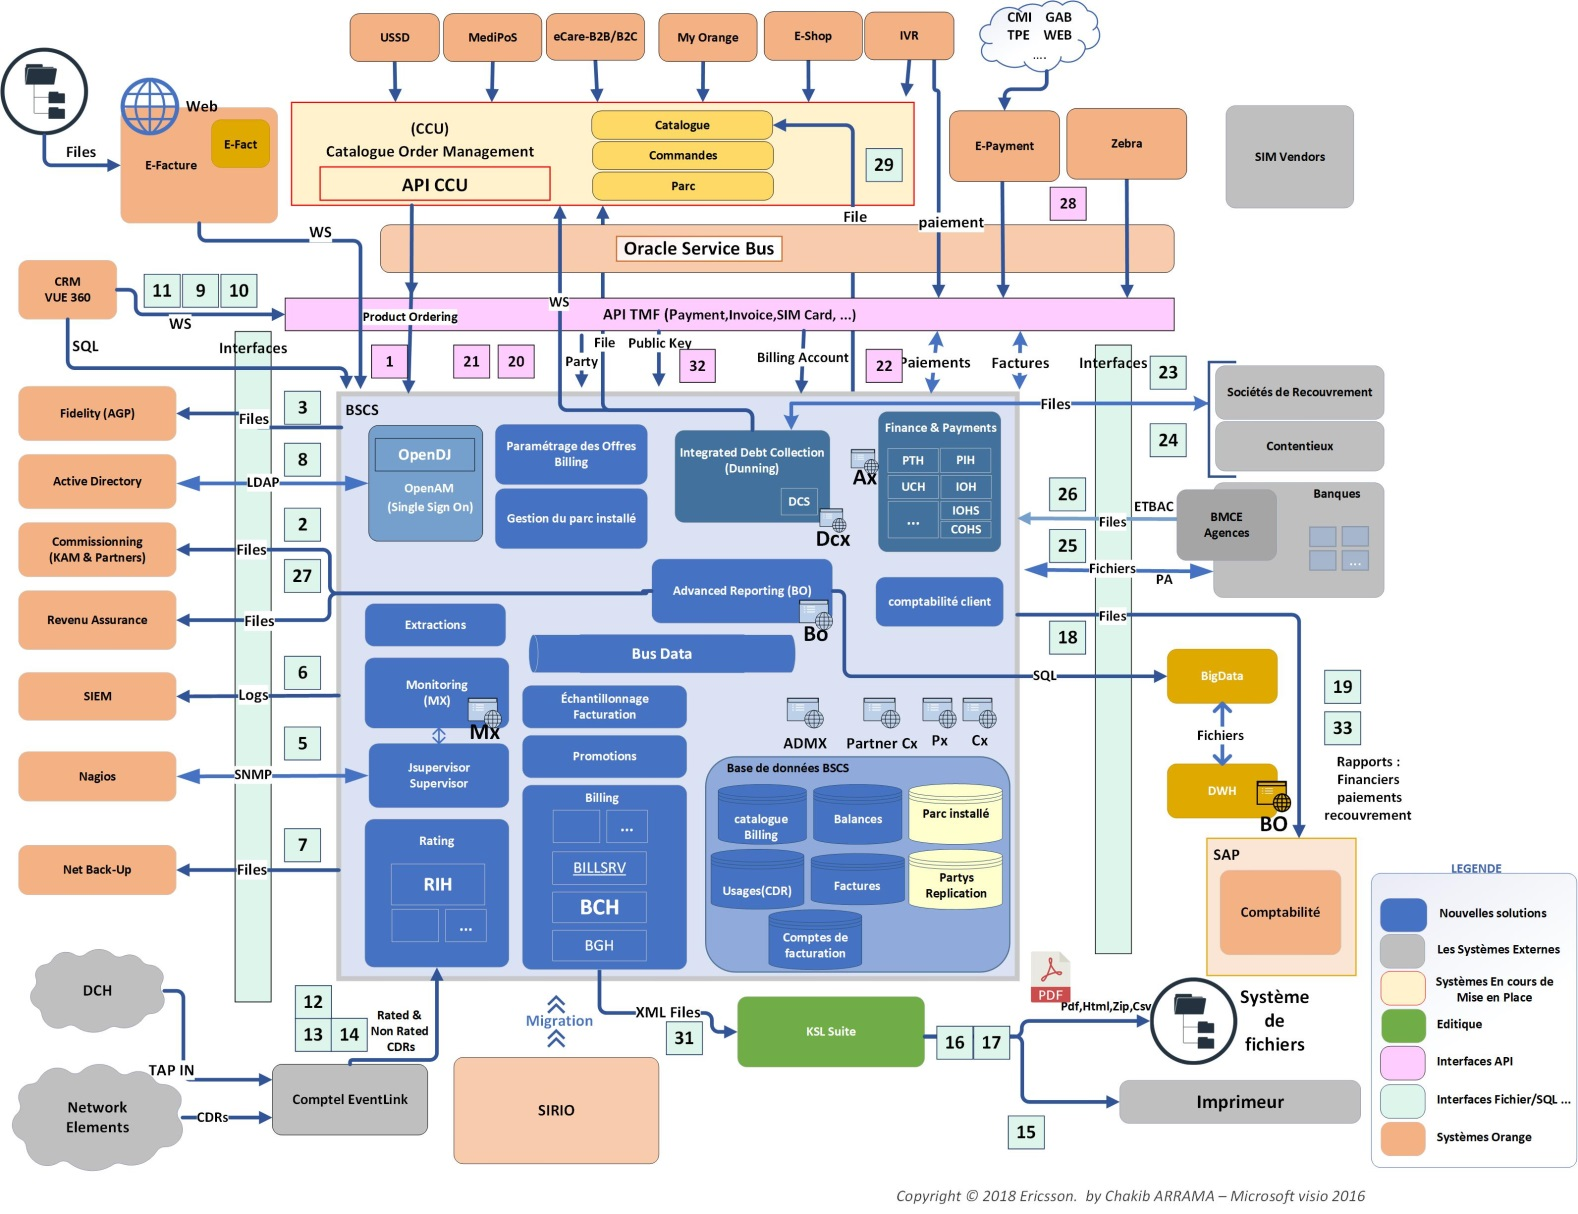 USSD
MediPoS
eCare-B2B/B2C
My Orange
E-Shop
IVR
CMI GAB
TPE WEB
....
Web
Files
E-Facture
E-Fact
(CCU)
Catalogue Order Management
API CCU
Catalogue
Commandes
Parc
29
File
E-Payment
Zebra
SIM Vendors
28
paiement
WS
Oracle Service Bus
CRM
VUE 360
11
9
10
WS
WS
Product Ordering
API TMF (Payment,Invoice,SIM Card, ...)
SQL
Interfaces
1
21
20
Party
File
Public Key
32
Billing Account
22
Paiements
Factures
Interfaces
23
Sociétés de Recouvrement
Files
24
Contentieux
Fidelity (AGP)
Files
3
BSCS
OpenDJ
OpenAM
(Single Sign On)
Paramétrage des Offres
Billing
Gestion du parc installé
Integrated Debt Collection
(Dunning)
DCS
Dcx
Ax
Finance & Payments
PTH
PIH
UCH
IOH
...
IOHS
COHS
Active Directory
LDAP
8
26
ETBAC
Files
BMCE
Agences
Banques
...
25
Fichiers
PA
Commissionning
(KAM & Partners)
Files
2
27
Revenu Assurance
Files
Advanced Reporting (BO)
Bo
comptabilité client
Files
18
Extractions
Bus Data
SQL
BigData
19
33
Fichiers
DWH
BO
Rapports :
Financiers
paiements
recouvrement
SIEM
Logs
6
Monitoring
(MX)
Mx
Échantillonnage
Facturation
ADMX
Partner Cx
Px
Cx
5
Nagios
SNMP
Jsupervisor
Supervisor
Promotions
Base de données BSCS
catalogue
Billing
Balances
Parc installé
Usages(CDR)
Factures
Partys
Replication
Comptes de
facturation
7
Net Back-Up
Files
Rating
RIH
...
Billing
...
BILLSRV
BCH
BGH
SAP
Comptabilité
LEGENDE
Nouvelles solutions
Les Systèmes Externes
Systèmes En cours de
Mise en Place
Editique
Interfaces API
Interfaces Fichier/SQL ...
Systèmes Orange
DCH
TAP IN
Network
Elements
CDRs
12
13
14
Rated &
Non Rated
CDRs
Comptel EventLink
Migration
SIRIO
XML Files
31
KSL Suite
16
17
PDF
Pdf,Html,Zip,Csv
Système
de
fichiers
Imprimeur
15
Copyright © 2018 Ericsson. by Chakib ARRAMA – Microsoft visio 2016